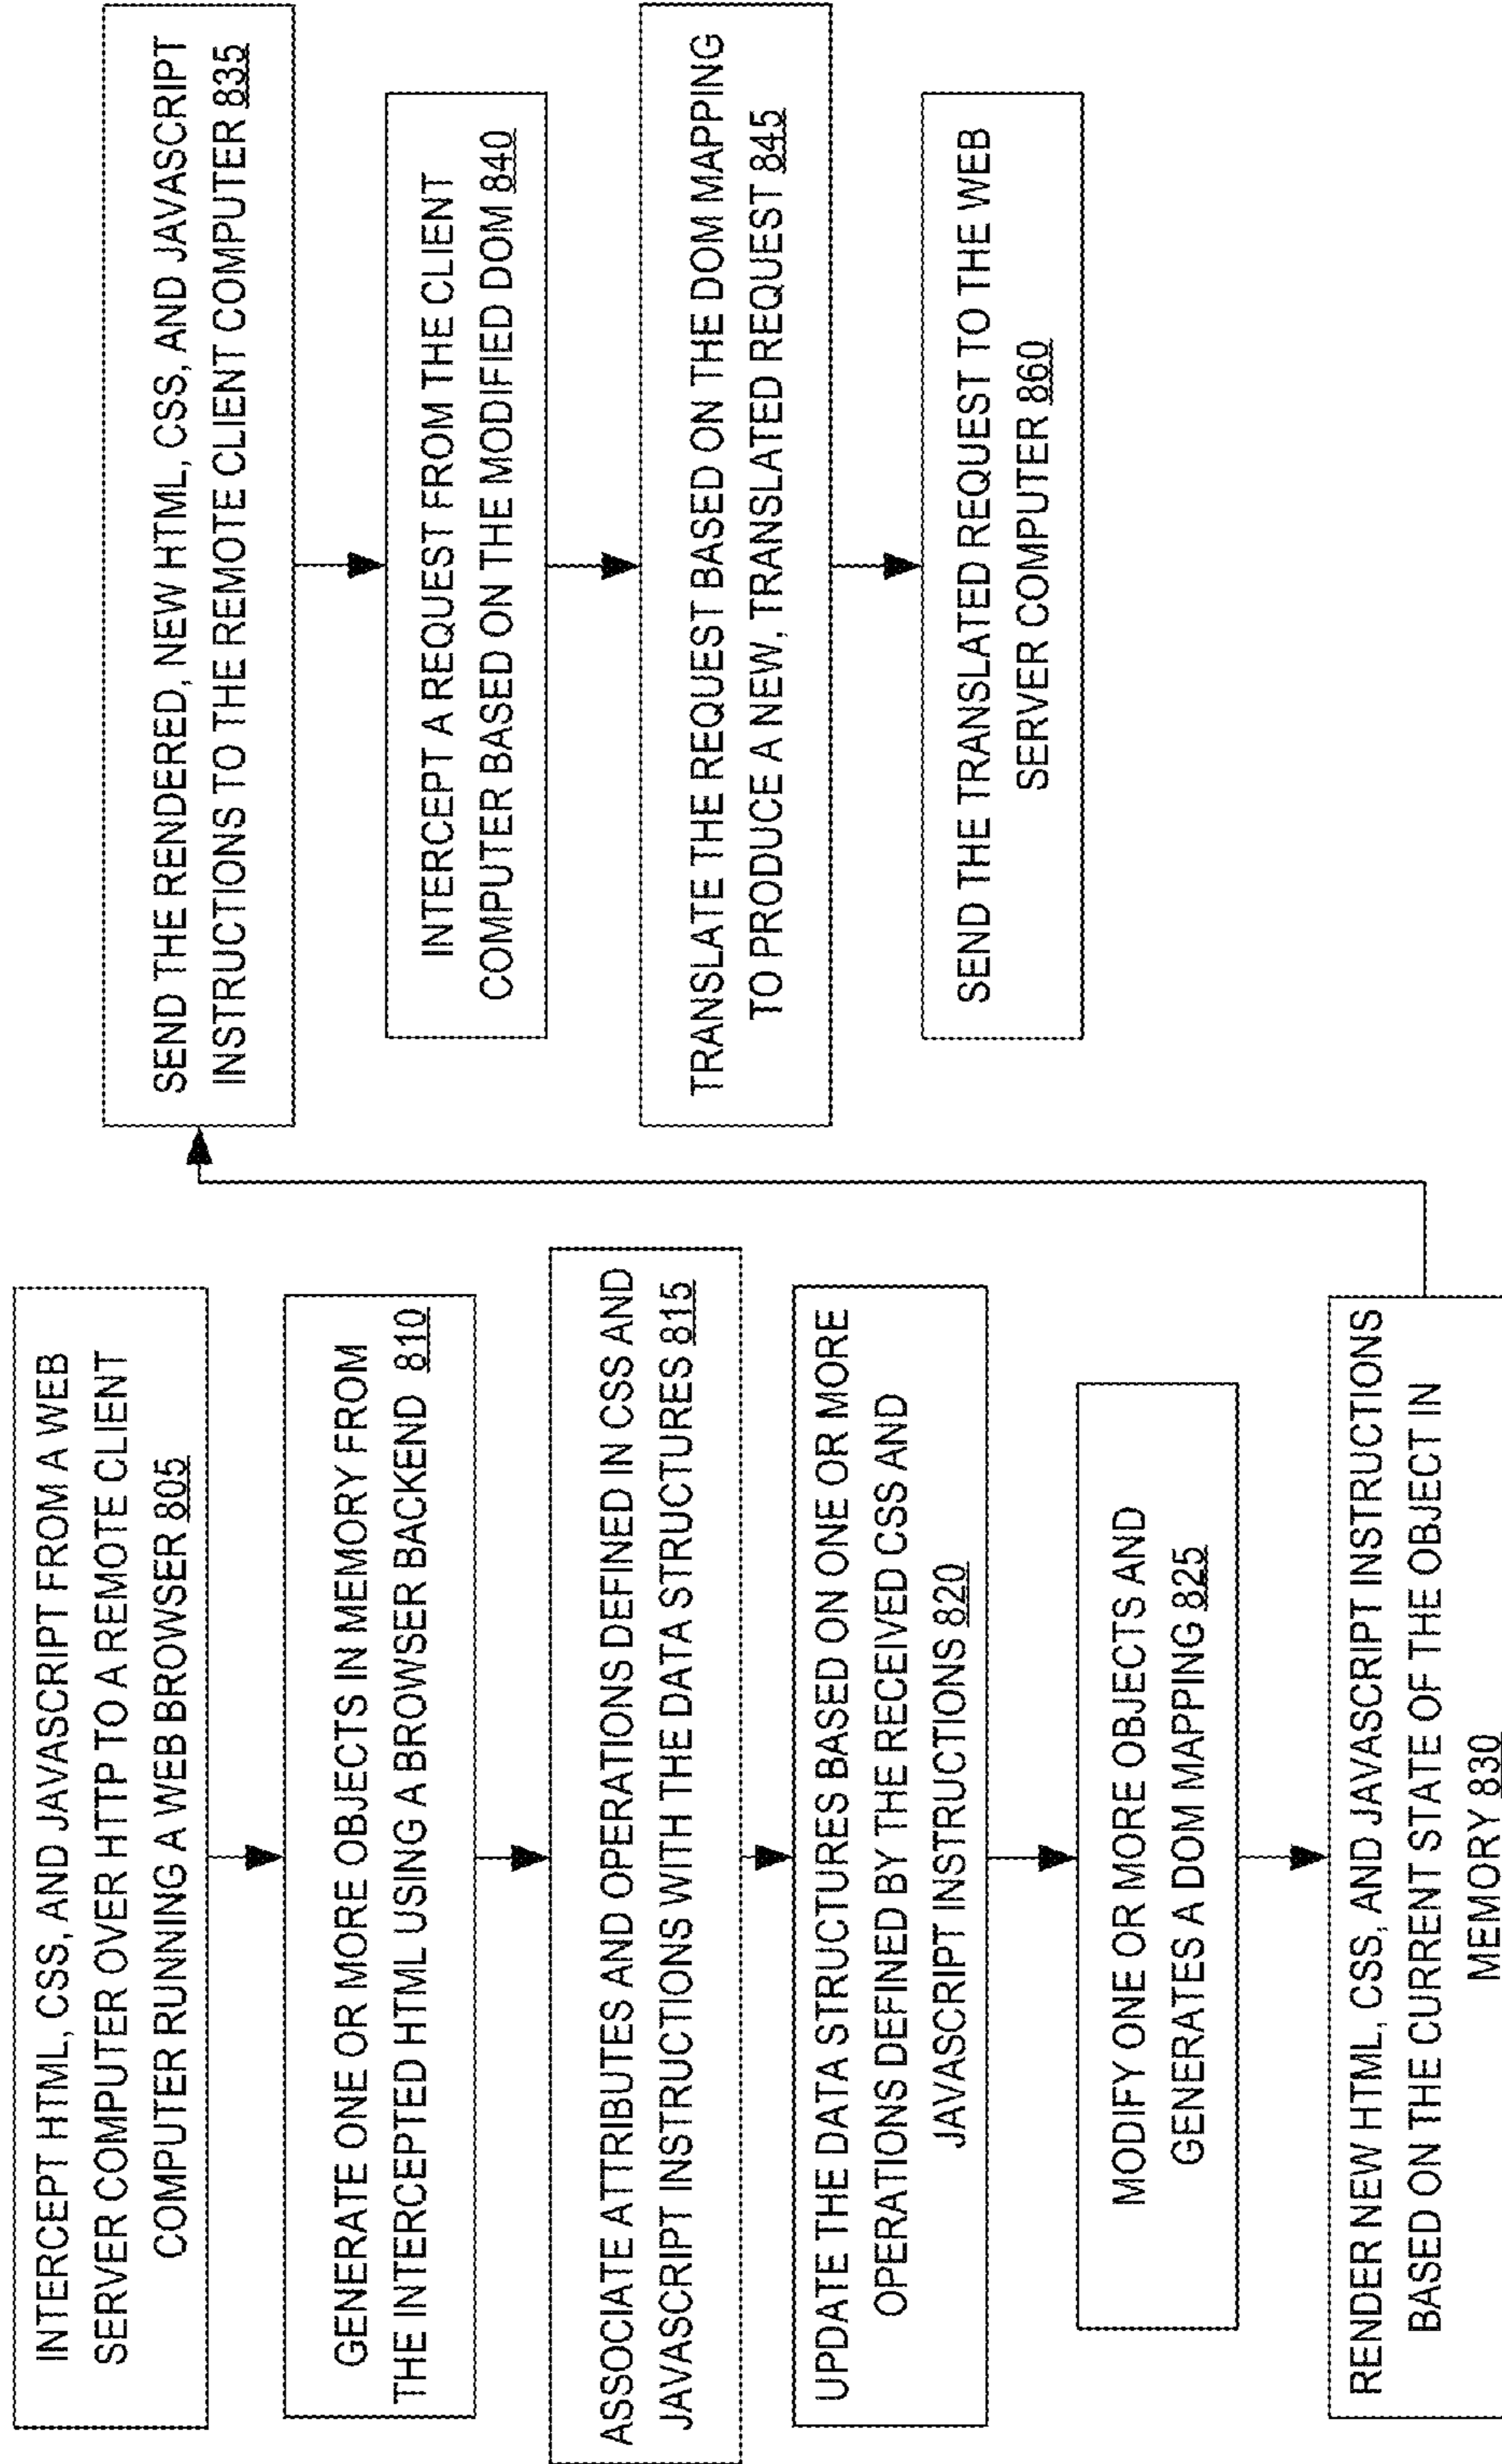 INTERCEPT HTML, CSS, AND JAVASCRIPT FROM A WEB
SERVER COMPUTER OVER HTTP TO A REMOTE CLIENT
COMPUTER RUNNING A WEB BROWSER 805
GENERATE ONE OR MORE OBJECTS IN MEMORY FROM
THE INTERCEPTED HTML USING A BROWSER BACKEND 810
ASSOCIATE ATTRIBUTES AND OPERATIONS DEFINED IN CSS AND
JAVASCRIPT INSTRUCTIONS WITH THE DATA STRUCTURES 815
UPDATE THE DATA STRUCTURES BASED ON ONE OR MORE
OPERATIONS DEFINED BY THE RECEIVED CSS AND
JAVASCRIPT INSTRUCTIONS 820
MODIFY ONE OR MORE OBJECTS AND
GENERATES A DOM MAPPING 825
RENDER NEW HTML, CSS, AND JAVASCRIPT INSTRUCTIONS
BASED ON THE CURRENT STATE OF THE OBJECT IN
MEMORY 830
SEND THE RENDERED, NEW HTML, CSS, AND JAVASCRIPT
INSTRUCTIONS TO THE REMOTE CLIENT COMPUTER 835
INTERCEPT A REQUEST FROM THE CLIENT
COMPUTER BASED ON THE MODIFIED DOM 840
TRANSLATE THE REQUEST BASED ON THE DOM MAPPING
TO PRODUCE A NEW, TRANSLATED REQUEST 845
SEND THE TRANSLATED REQUEST TO THE WEB
SERVER COMPUTER 860